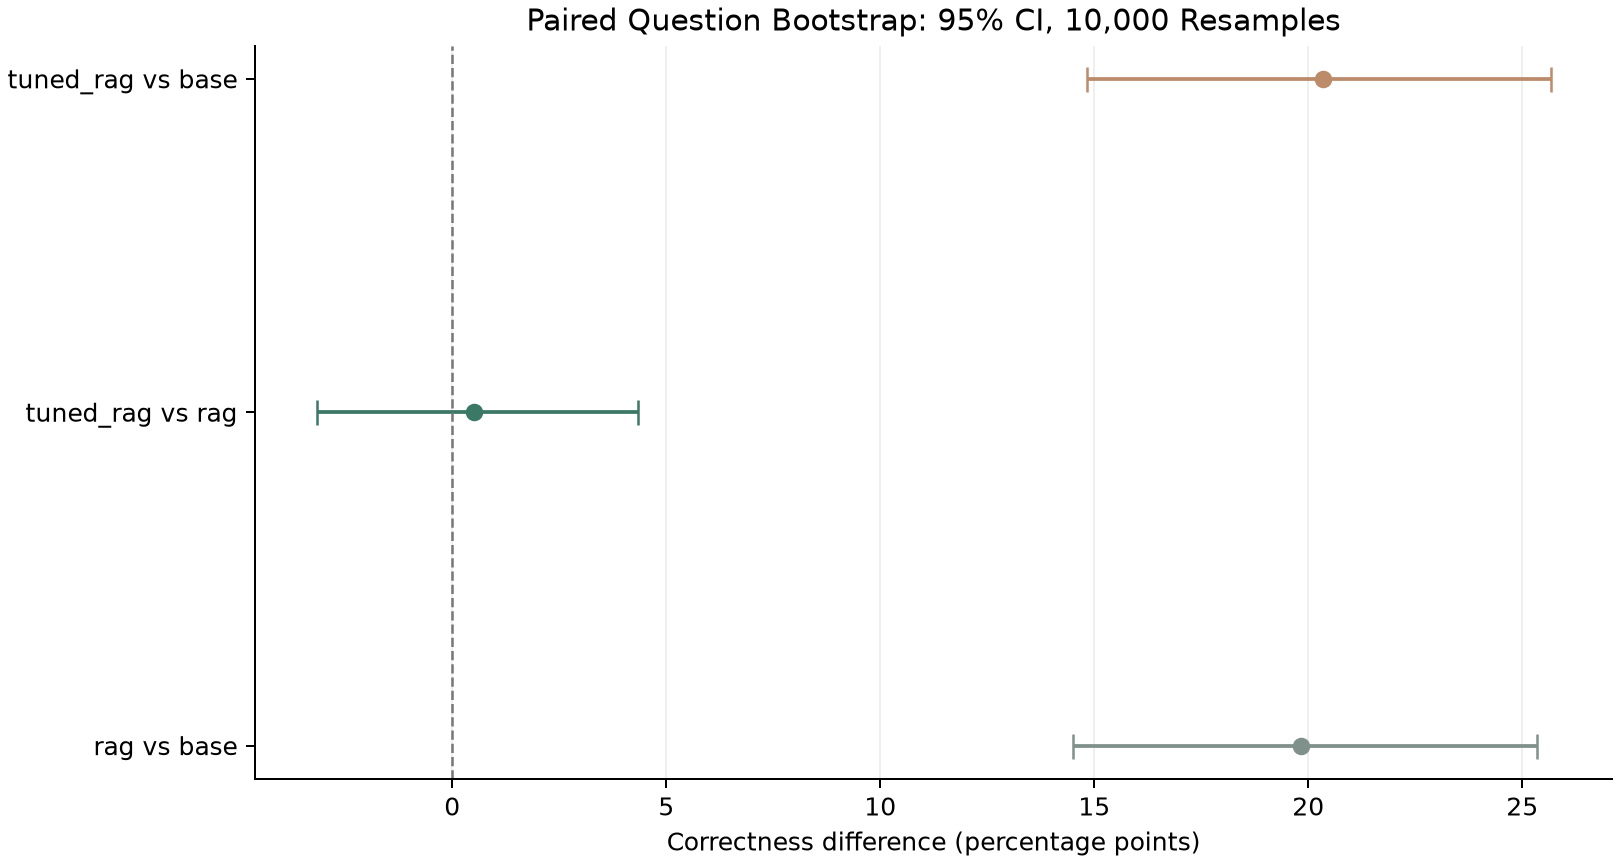 Paired Question Bootstrap: 95% CI, 10,000 Resamples
tuned_rag vs base
tuned_rag vs rag
rag vs base
0 5 10 15 20 25
Correctness difference (percentage points)